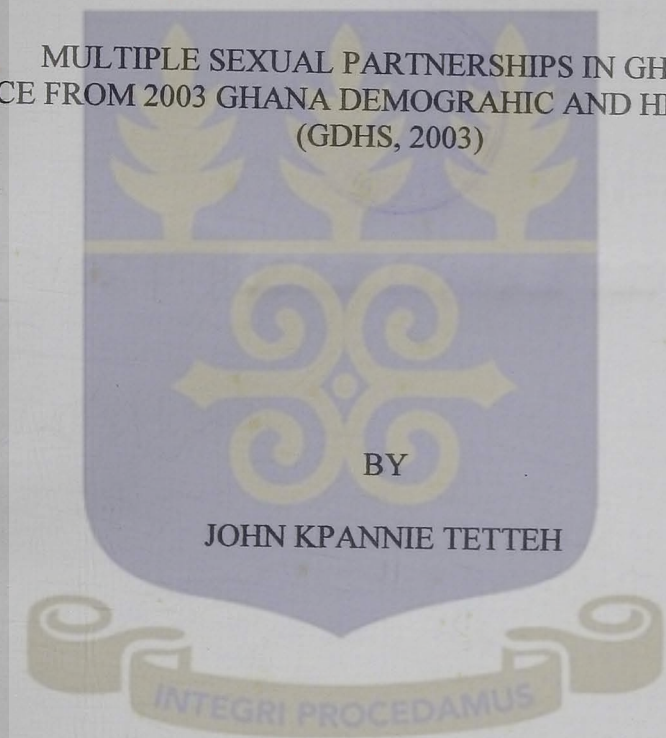 MULTIPLE SEXUAL PARTNERSHIPS IN GH
CE FROM 2003 GHANA DEMOGRAHIC AND H
(GDHS, 2003)
BY
JOHN KPANNIE TETTEH
INTEGRI PROCEDAMUS